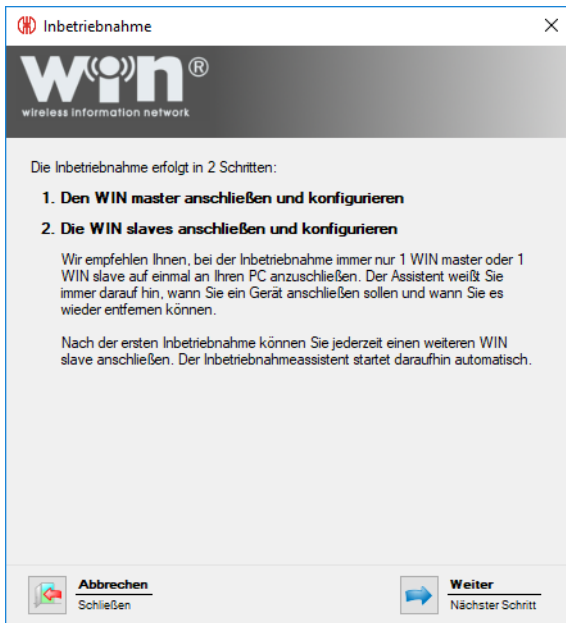 Inbetriebnahme
WIN®
wireless information network
Die Inbetriebnahme erfolgt in 2 Schritten:
1. Den WIN master anschließen und konfigurieren
2. Die WIN slaves anschließen und konfigurieren
Wir empfehlen Ihnen, bei der Inbetriebnahme immer nur 1 WIN master oder 1
WIN slave auf einmal an Ihren PC anzuschließen. Der Assistent weißt Sie
immer darauf hin, wann Sie ein Gerät anschließen sollen und wann Sie es
wieder entfernen können.
Nach der ersten Inbetriebnahme können Sie jederzeit einen weiteren WIN
slave anschließen. Der Inbetriebnahmeassistent startet daraufhin automatisch.
Abbrechen
Schließen
Weiter
Nächster Schritt